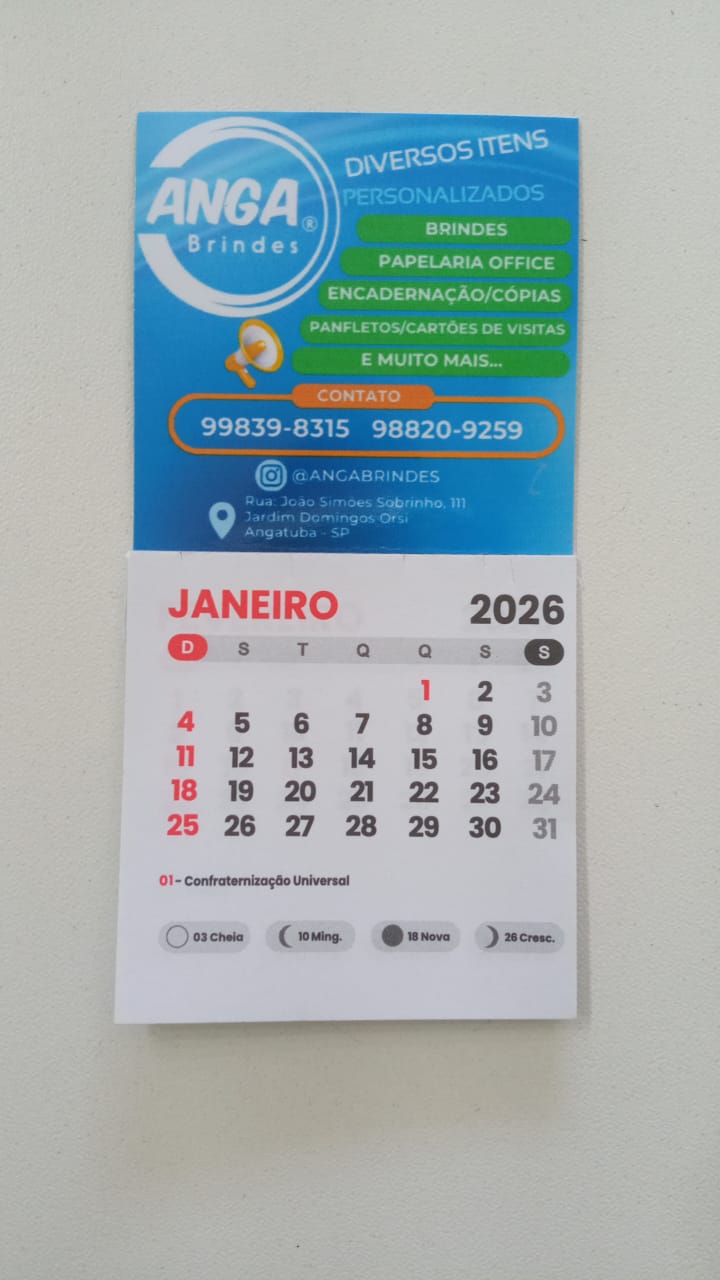 ANGA®
Brindes
DIVERSOS ITENS
PERSONALIZADOS
BRINDES
PAPELARIA OFFICE
ENCADERNAÇÃO/CÓPIAS
PANFLETOS/CARTÕES DE VISITAS
E MUITO MAIS...
CONTATO
99839-8315 98820-9259
@ANGABRINDES
Rua: João Simões Sobrinho, 111
Jardim Domingos Orsi
Angatuba - SP
JANEIRO 2026
D S T Q Q S S
1 2 3
4 5 6 7 8 9 10
11 12 13 14 15 16 17
18 19 20 21 22 23 24
25 26 27 28 29 30 31
01 - Confraternização Universal
03 Cheia 10 Ming. 18 Nova 26 Cresc.